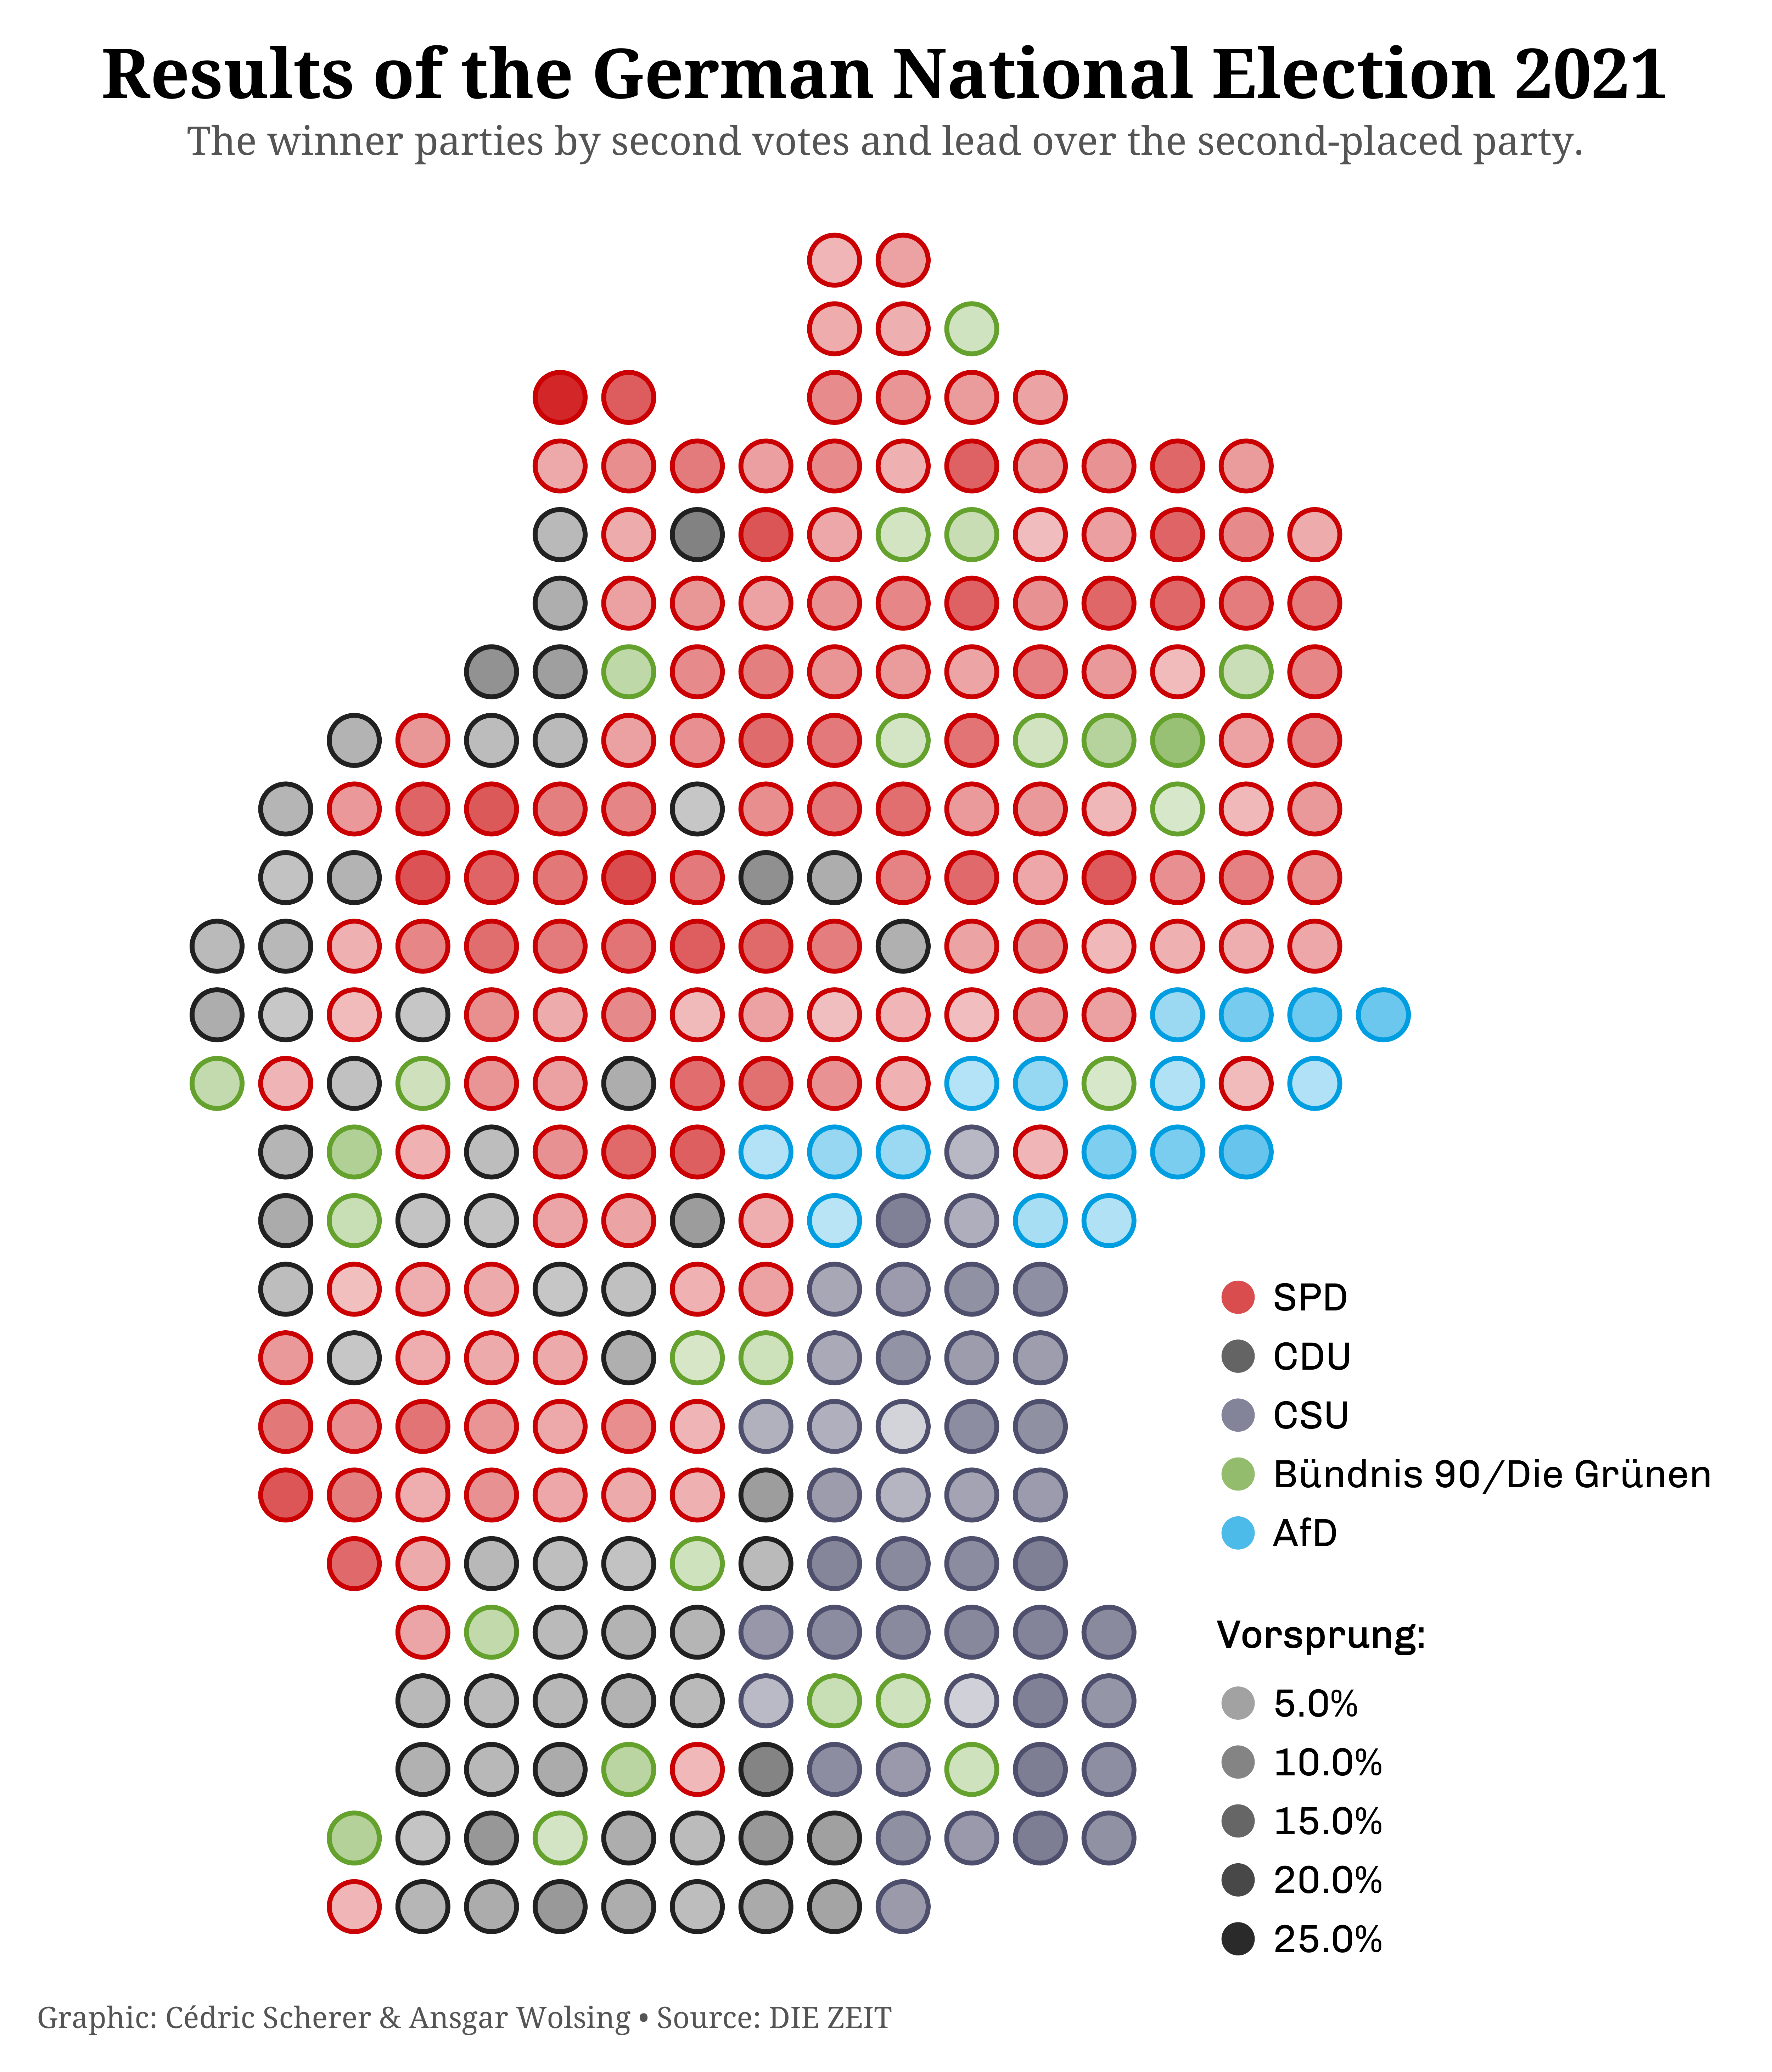 Results of the German National Election 2021
The winner parties by second votes and lead over the second-placed party.
SPD
CDU
CSU
Bündnis 90/Die Grünen
AfD
Vorsprung:
5.0%
10.0%
15.0%
20.0%
25.0%
Graphic: Cédric Scherer & Ansgar Wolsing • Source: DIE ZEIT